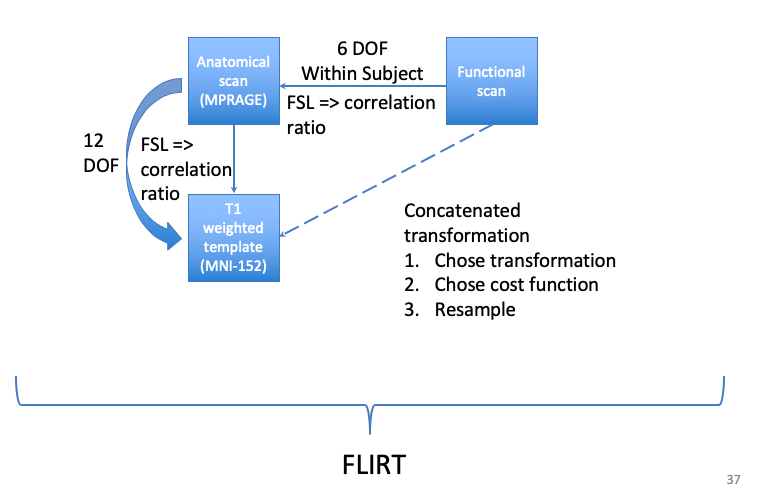 Anatomical
scan
(MPRAGE)
6 DOF
Within Subject
FSL => correlation
ratio
Functional
scan
12
DOF
FSL =>
correlation
ratio
T1
weighted
template
(MNI-152)
Concatenated
transformation
1. Chose transformation
2. Chose cost function
3. Resample
FLIRT
37